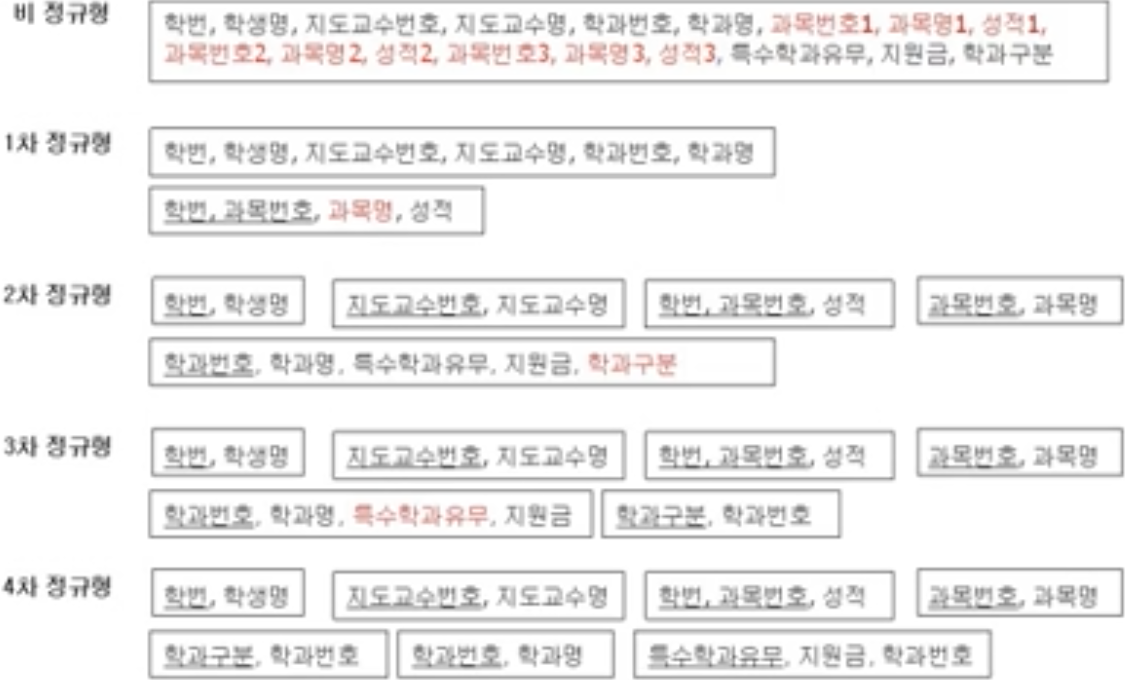 비 정규형
학번, 학생명, 지도교수번호, 지도교수명, 학과번호, 학과명, 과목번호1, 과목명1, 성적1,
과목번호2, 과목명2, 성적2, 과목번호3, 과목명3, 성적3, 특수학과유무, 지원금, 학과구분
1차 정규형
학번, 학생명, 지도교수번호, 지도교수명, 학과번호, 학과명
학번, 과목번호, 과목명, 성적
2차 정규형
학번, 학생명 지도교수번호, 지도교수명 학번, 과목번호, 성적 과목번호, 과목명
학과번호, 학과명, 특수학과유무, 지원금, 학과구분
3차 정규형
학번, 학생명 지도교수번호, 지도교수명 학번, 과목번호, 성적 과목번호, 과목명
학과번호, 학과명, 특수학과유무, 지원금 학과구분, 학과번호
4차 정규형
학번, 학생명 지도교수번호, 지도교수명 학번, 과목번호, 성적 과목번호, 과목명
학과구분, 학과번호 학과번호, 학과명 특수학과유무, 지원금, 학과번호